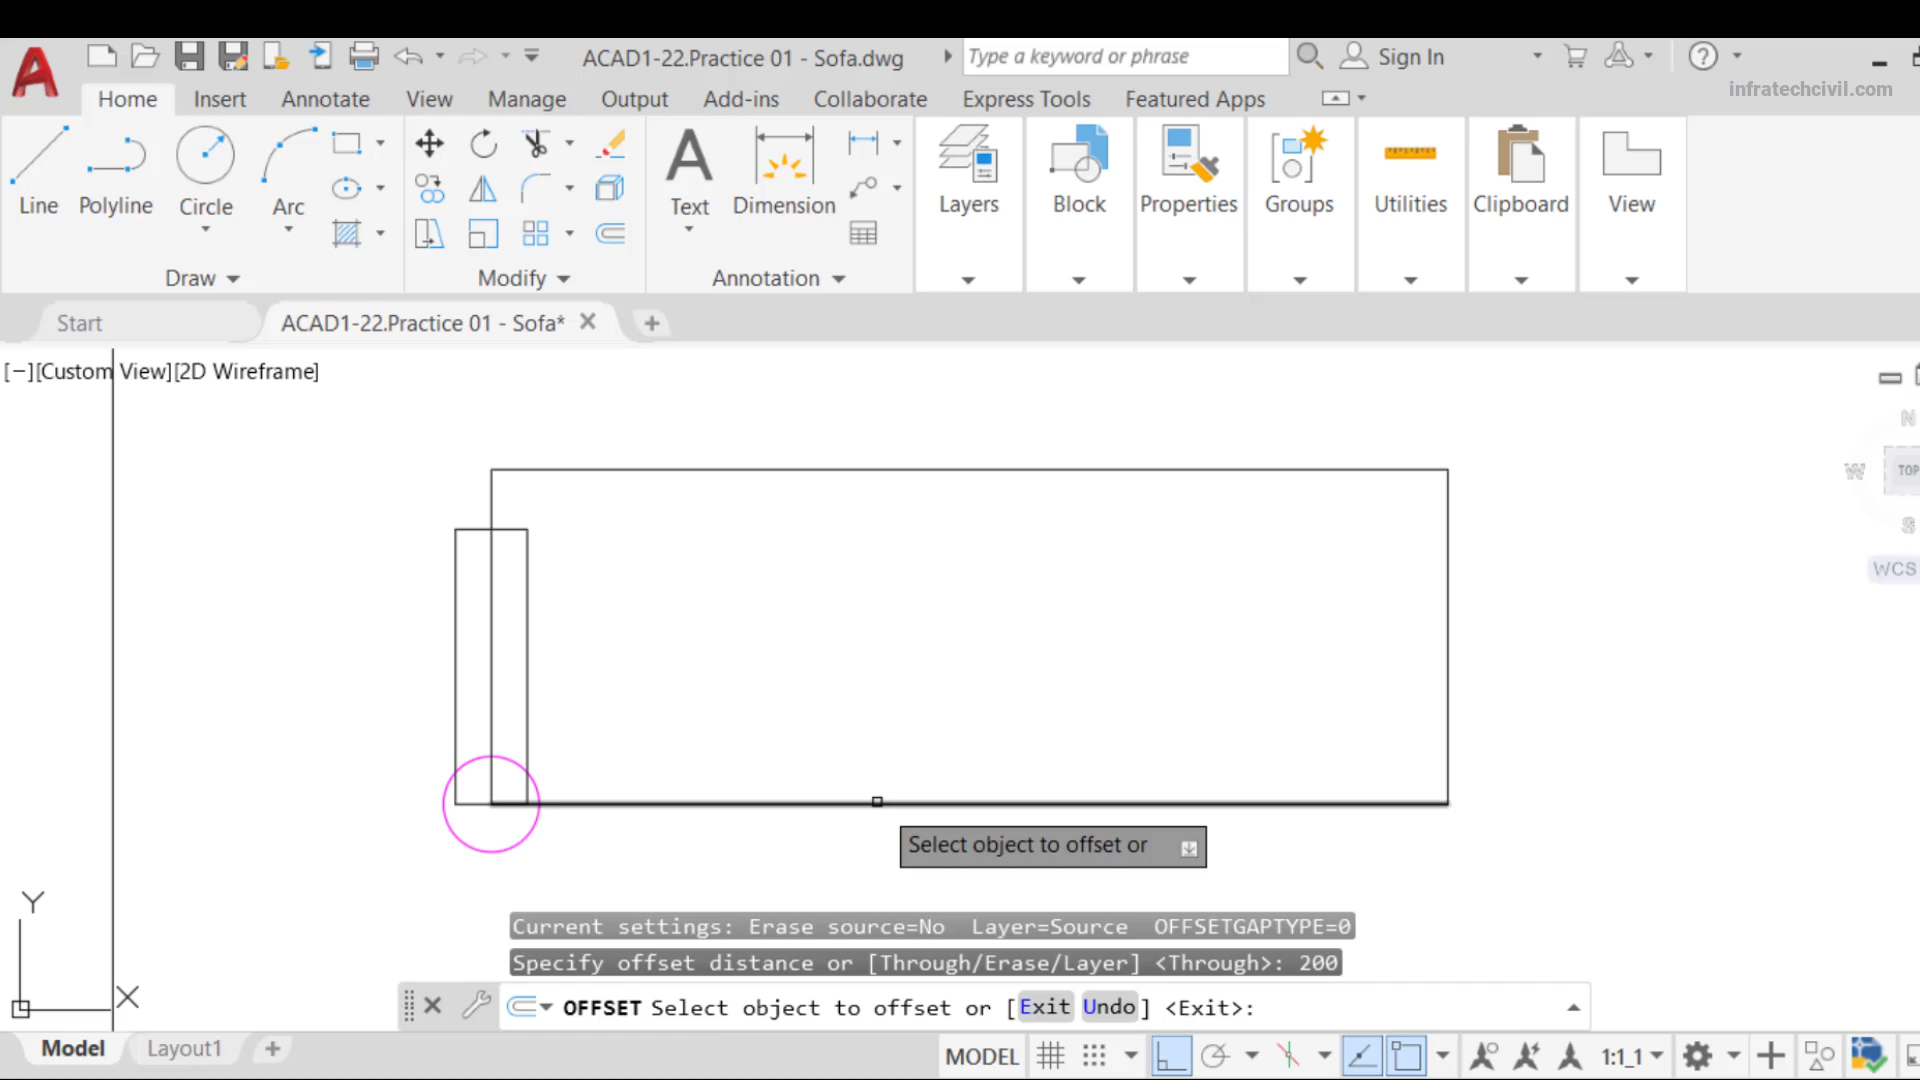 ACAD1-22.Practice 01 - Sofa.dwg
Type a keyword or phrase
Sign In
infratechcivil.com
Home Insert Annotate View Manage Output Add-ins Collaborate Express Tools Featured Apps
Line Polyline Circle Arc
Text Dimension
Layers Block Properties Groups Utilities Clipboard View
Draw Modify Annotation
Start ACAD1-22.Practice 01 - Sofa*
[−][Custom View][2D Wireframe]
N
W TOP
S
WCS
Select object to offset or
Y
X
Current settings: Erase source=No Layer=Source OFFSETGAPTYPE=0
Specify offset distance or [Through/Erase/Layer] <Through>: 200
OFFSET Select object to offset or [Exit Undo] <Exit>:
Model Layout1 MODEL 1:1_1